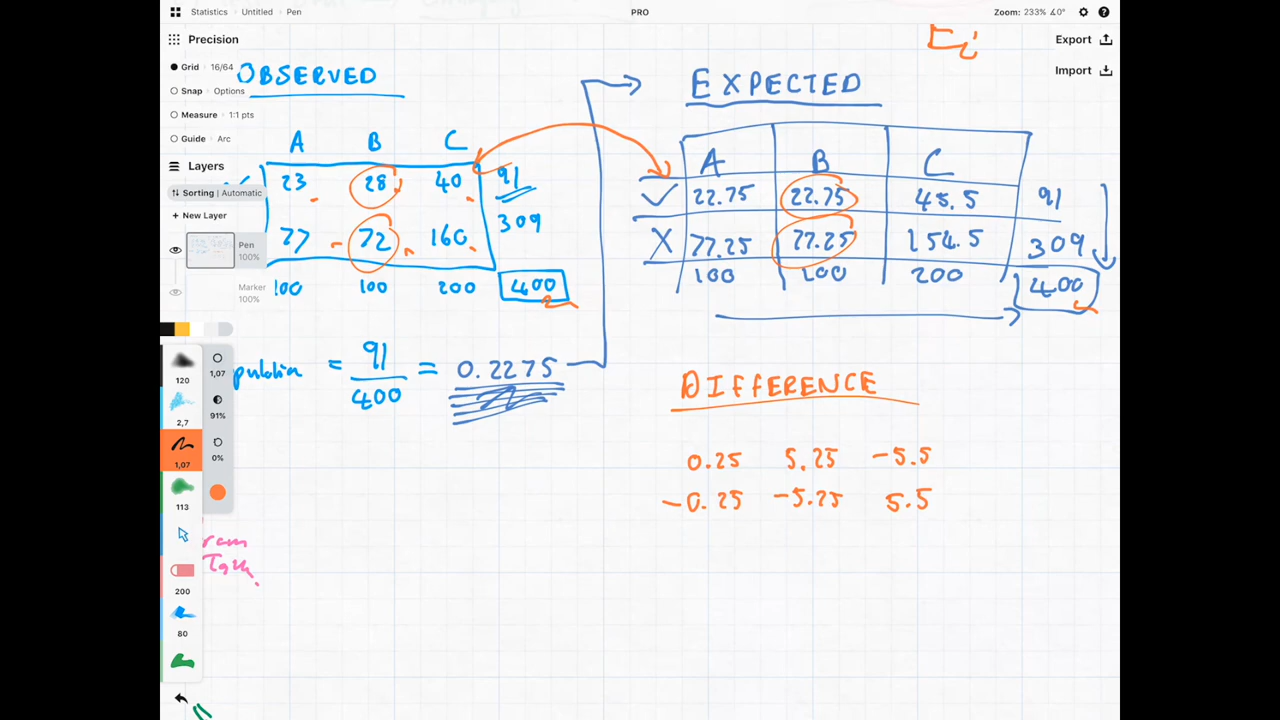 Statistics Untitled Pen
PRO
Zoom: 233% ∡0°
Precision
Grid 16/64
Snap Options
Measure 1:1 pts
Guide Arc
Layers
Sorting | Automatic
+ New Layer
Pen
100%
Marker
100%
120
2,7
1,07
113
200
80
1,07
91%
0%
Export
Import
OBSERVED
A B C
23 28 40 91
77 72 160 309
100 100 200 400
= 91/400 = 0.2275
Ei
EXPECTED
A B C
✓ 22.75 22.75 45.5 91
X 77.25 77.25 154.5 309
100 100 200 400
DIFFERENCE
0.25 5.25 -5.5
-0.25 -5.25 5.5